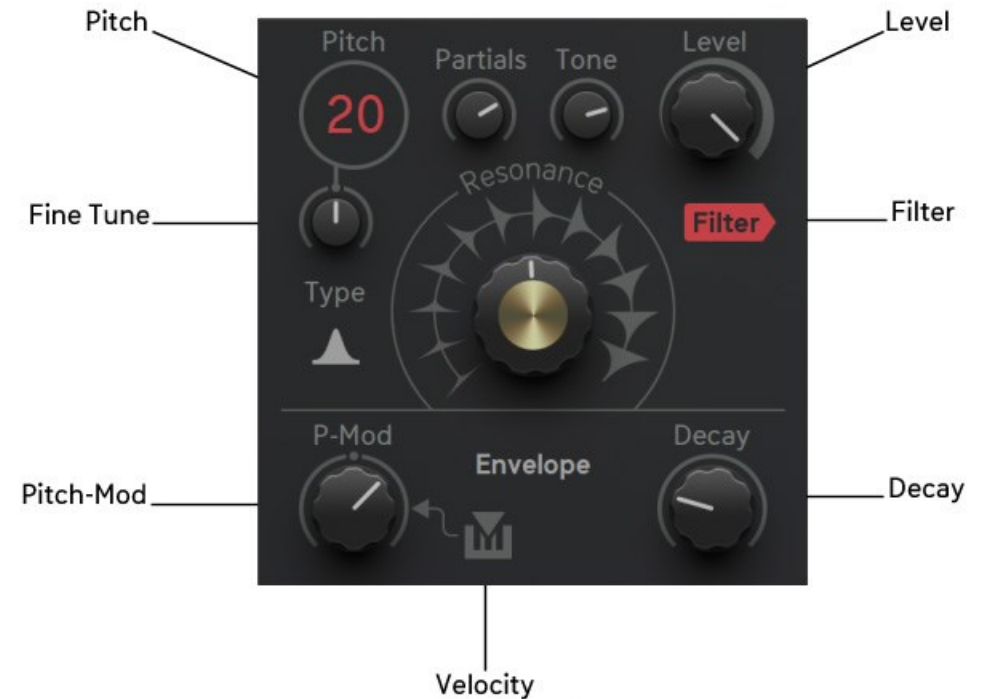 Pitch
Level
Pitch
Partials
Tone
Level
20
Resonance
Fine Tune
Filter
Filter
Type
P-Mod
Envelope
Decay
Pitch-Mod
Decay
Velocity